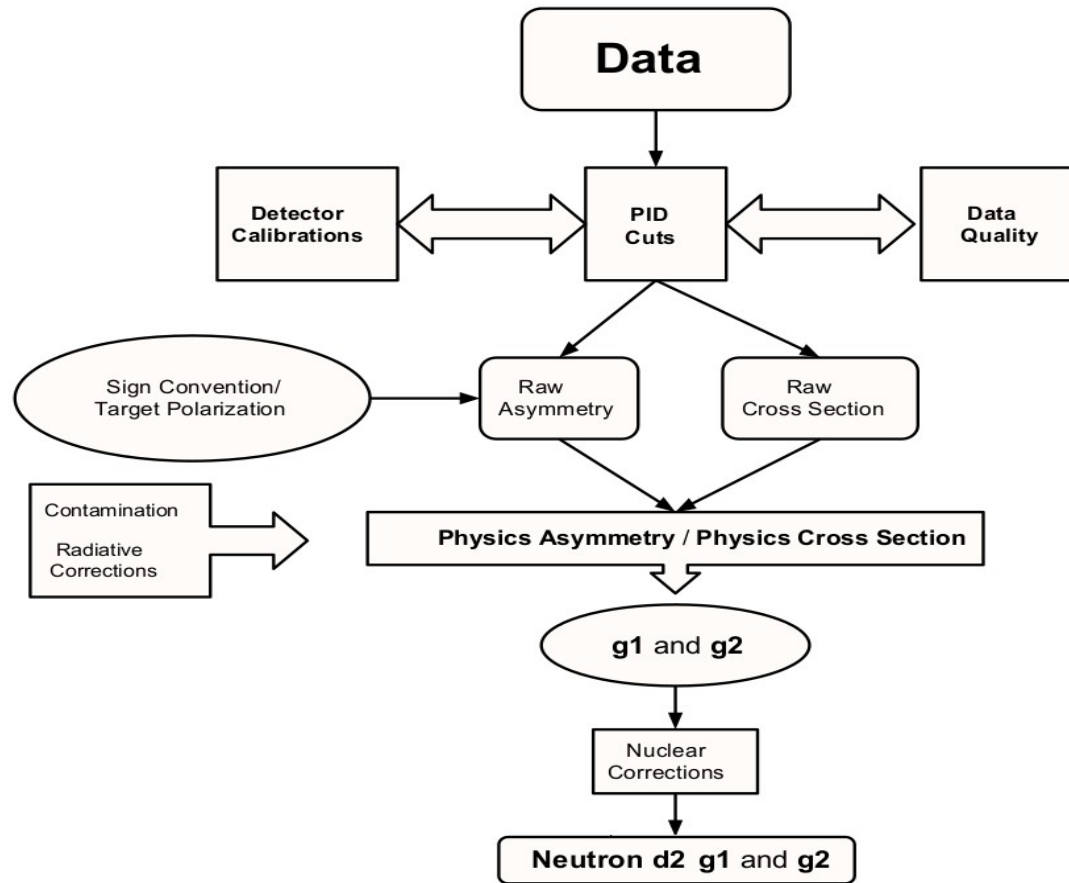 Data
Detector
Calibrations
PID
Cuts
Data
Quality
Sign Convention/
Target Polarization
Raw
Asymmetry
Raw
Cross Section
Contamination
Radiative
Corrections
Physics Asymmetry / Physics Cross Section
g1 and g2
Nuclear
Corrections
Neutron d2 g1 and g2